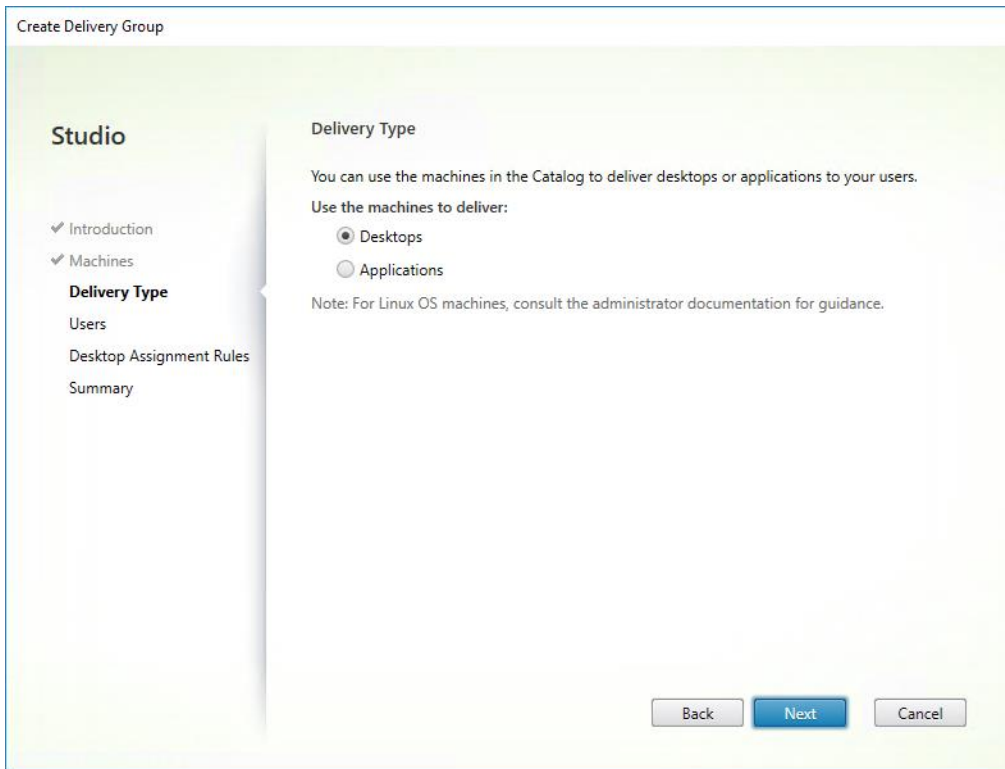 Create Delivery Group
Studio
Introduction
Machines
Delivery Type
Users
Desktop Assignment Rules
Summary
Delivery Type
You can use the machines in the Catalog to deliver desktops or applications to your users.
Use the machines to deliver:
Desktops
Applications
Note: For Linux OS machines, consult the administrator documentation for guidance.
Back Next Cancel